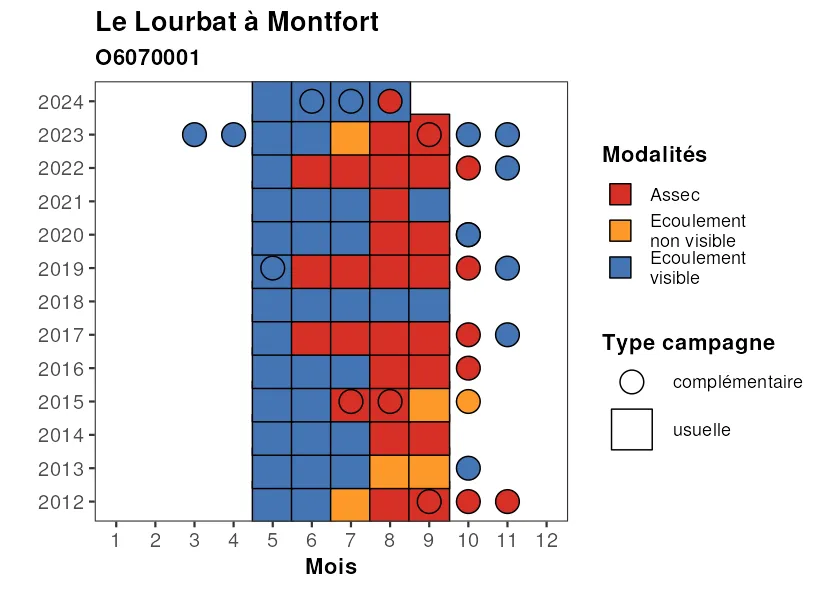 Le Lourbat à Montfort
O6070001
2024
2023
2022
2021
2020
2019
2018
2017
2016
2015
2014
2013
2012
1 2 3 4 5 6 7 8 9 10 11 12
Mois
Modalités
Assec
Ecoulement
non visible
Ecoulement
visible
Type campagne
complémentaire
usuelle